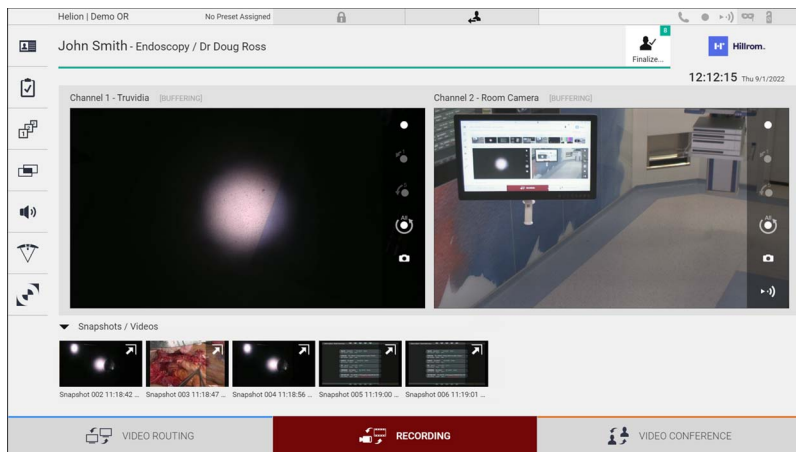 Helion | Demo OR
No Preset Assigned
John Smith - Endoscopy / Dr Doug Ross
8
Finalize...
H
Hillrom.
12:12:15 Thu 9/1/2022
Channel 1 - Truvidia [BUFFERING]
Channel 2 - Room Camera [BUFFERING]
All
All
Snapshots / Videos
Snapshot 002 11:18:42 ...
Snapshot 003 11:18:47 ...
Snapshot 004 11:18:56 ...
Snapshot 005 11:19:00 ...
Snapshot 006 11:19:01 ...
VIDEO ROUTING
RECORDING
VIDEO CONFERENCE